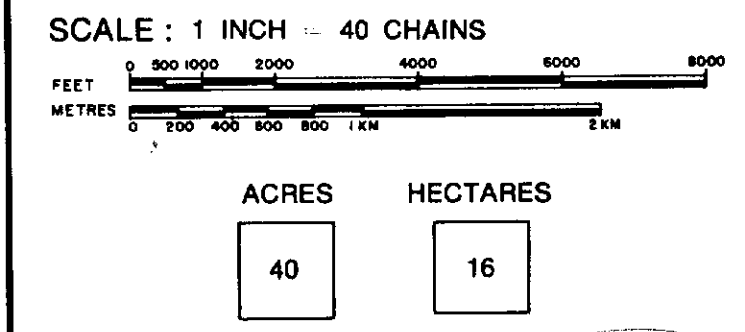 SCALE : 1 INCH = 40 CHAINS
0 500 1000 2000 4000 6000 8000
FEET
METRES
0 200 400 600 800 1 KM 2 KM
ACRES HECTARES
40 16